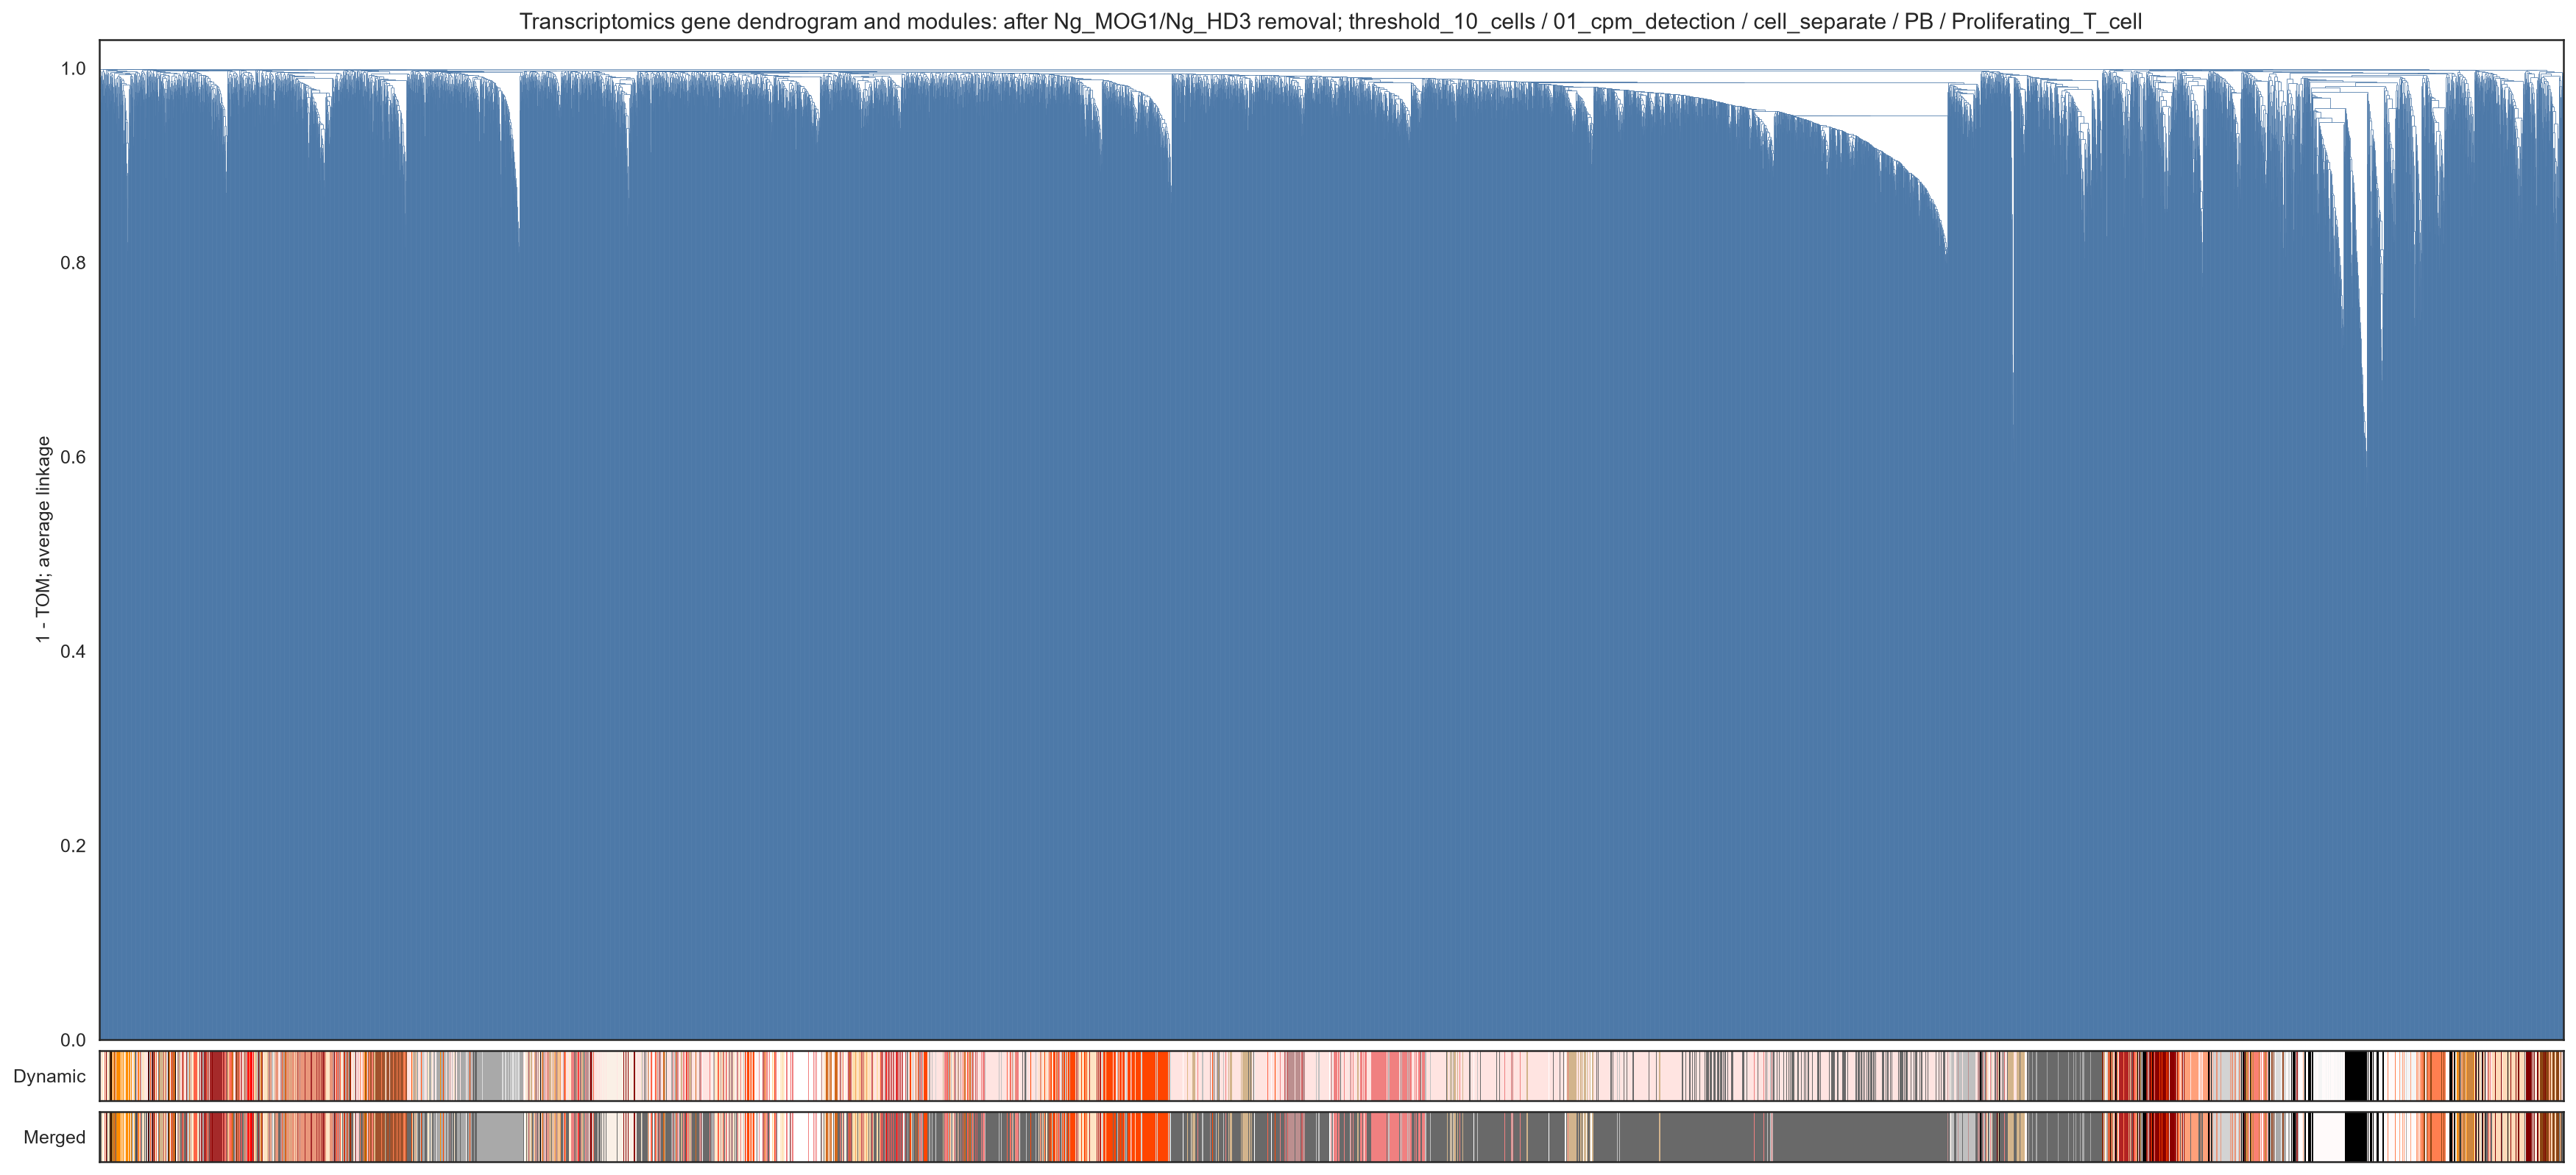 Transcriptomics gene dendrogram and modules: after Ng_MOG1/Ng_HD3 removal; threshold_10_cells / 01_cpm_detection / cell_separate / PB / Proliferating_T_cell
1.0
0.8
0.6
0.4
0.2
0.0
1 - TOM; average linkage
Dynamic
Merged